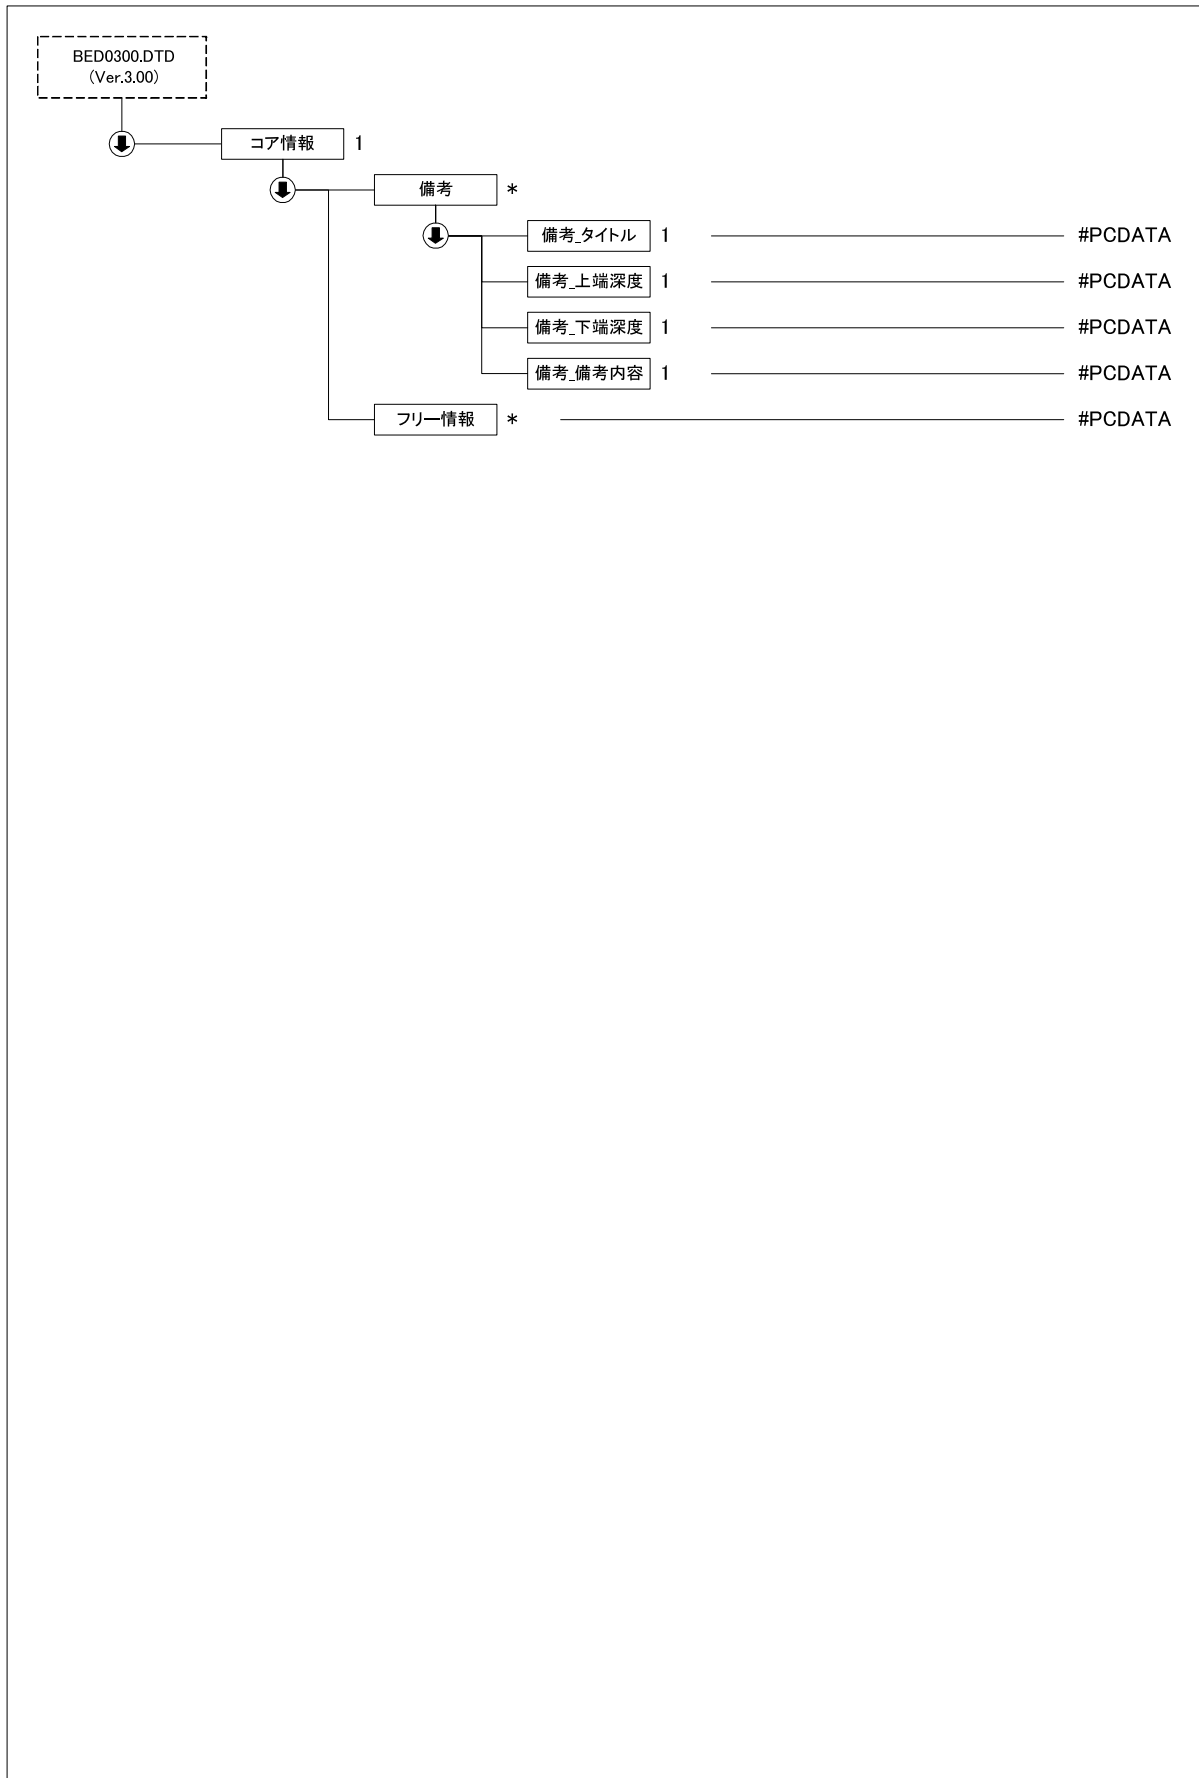 BED0300.DTD
(Ver.3.00)
コア情報 1
備考 *
備考_タイトル 1 #PCDATA
備考_上端深度 1 #PCDATA
備考_下端深度 1 #PCDATA
備考_備考内容 1 #PCDATA
フリー情報 * #PCDATA